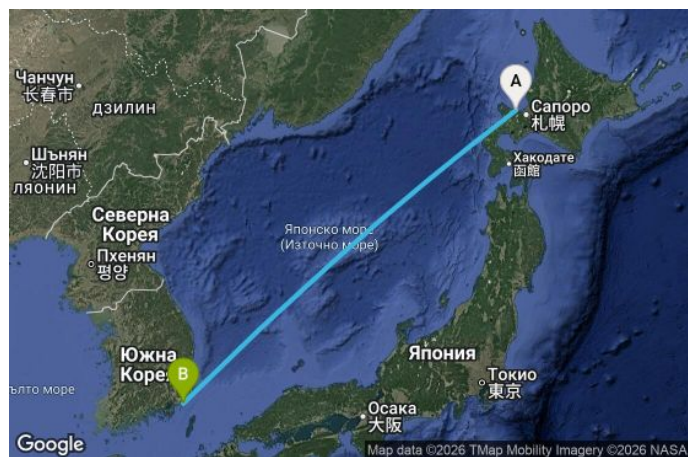 Чанчун
长春市
ДЗИЛИН
Шънян
沈阳市
ЛЯОНИН
A
Сапоро
札幌
Хакодате
函館
Северна
Корея
Пхенян
평양
Японско море
(Източно море)
Южна
Корея
B
ълто море
Япония
Токио
東京
Осака
大阪
Google
Map data ©2026 TMap Mobility Imagery ©2026 NASA